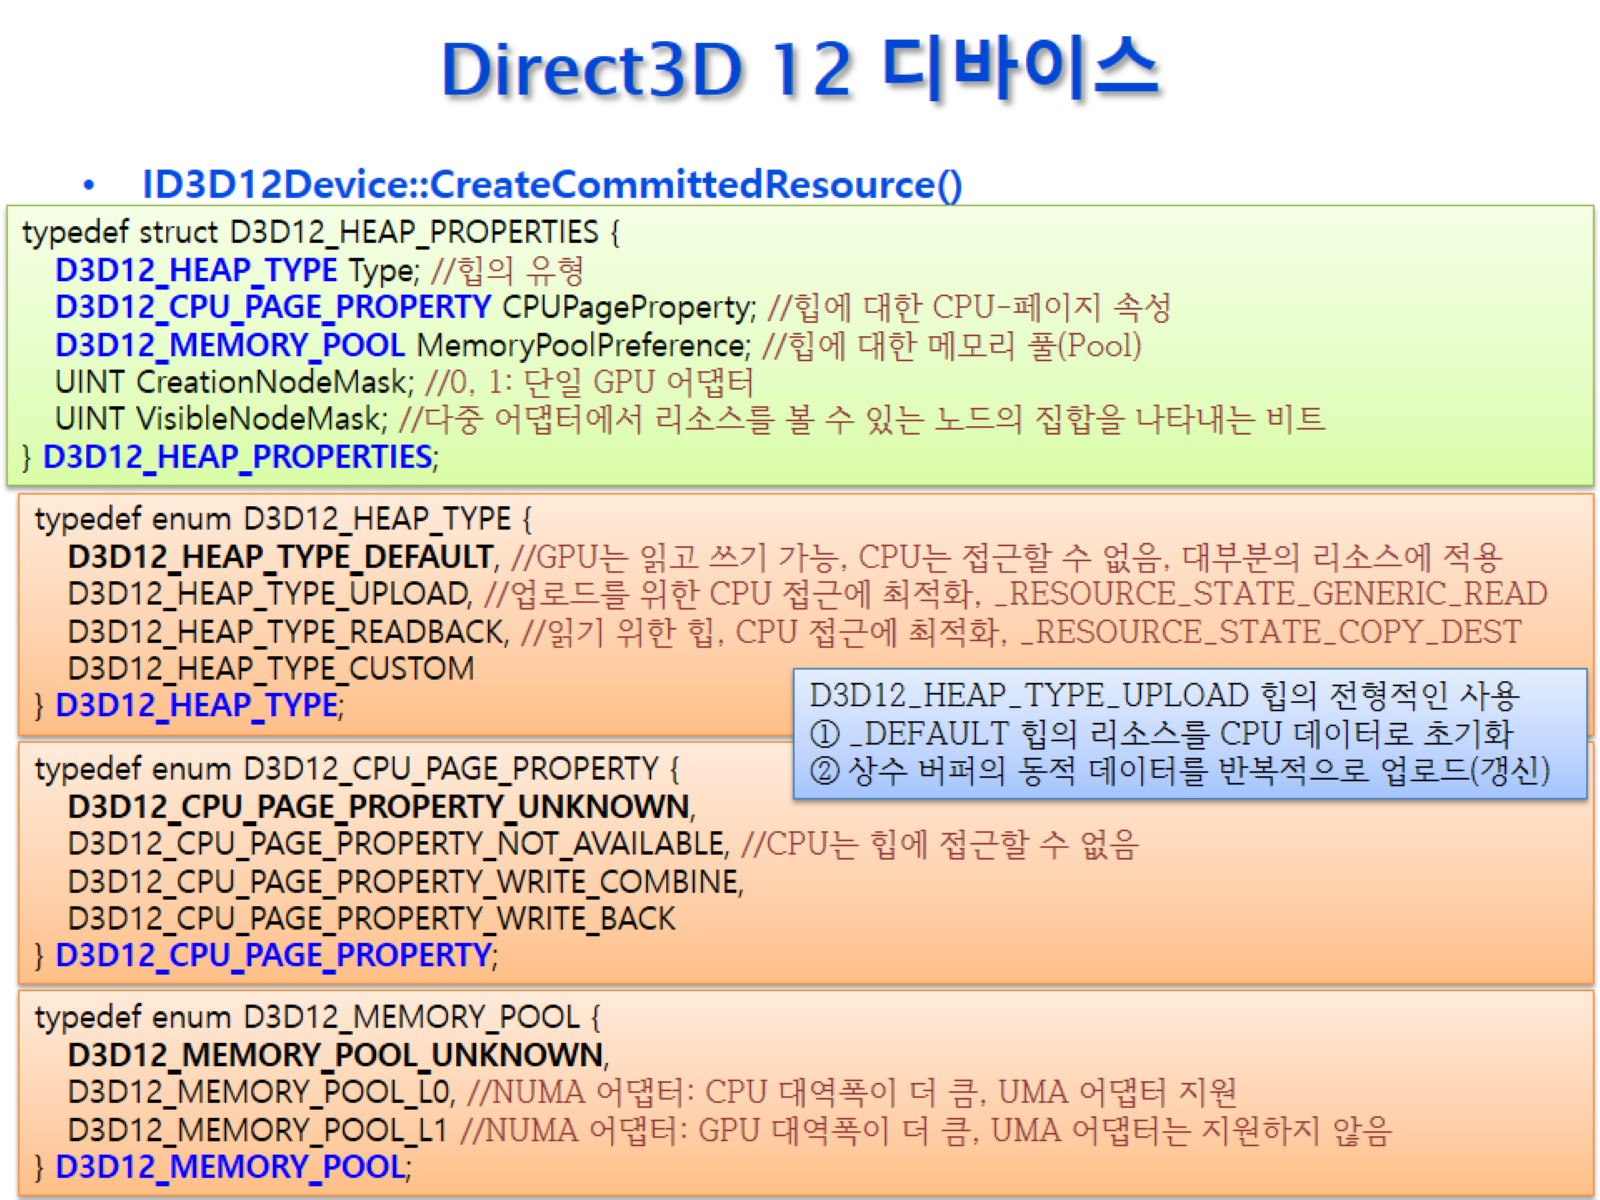 Direct3D 12 디바이스
• ID3D12Device::CreateCommittedResource()
typedef struct D3D12_HEAP_PROPERTIES {
D3D12_HEAP_TYPE Type; //힙의 유형
D3D12_CPU_PAGE_PROPERTY CPUPageProperty; //힙에 대한 CPU-페이지 속성
D3D12_MEMORY_POOL MemoryPoolPreference; //힙에 대한 메모리 풀(Pool)
UINT CreationNodeMask; //0, 1: 단일 GPU 어댑터
UINT VisibleNodeMask; //다중 어댑터에서 리소스를 볼 수 있는 노드의 집합을 나타내는 비트
} D3D12_HEAP_PROPERTIES;
typedef enum D3D12_HEAP_TYPE {
D3D12_HEAP_TYPE_DEFAULT, //GPU는 읽고 쓰기 가능, CPU는 접근할 수 없음, 대부분의 리소스에 적용
D3D12_HEAP_TYPE_UPLOAD, //업로드를 위한 CPU 접근에 최적화, _RESOURCE_STATE_GENERIC_READ
D3D12_HEAP_TYPE_READBACK, //읽기 위한 힙, CPU 접근에 최적화, _RESOURCE_STATE_COPY_DEST
D3D12_HEAP_TYPE_CUSTOM
} D3D12_HEAP_TYPE;
D3D12_HEAP_TYPE_UPLOAD 힙의 전형적인 사용
① _DEFAULT 힙의 리소스를 CPU 데이터로 초기화
② 상수 버퍼의 동적 데이터를 반복적으로 업로드(갱신)
typedef enum D3D12_CPU_PAGE_PROPERTY {
D3D12_CPU_PAGE_PROPERTY_UNKNOWN,
D3D12_CPU_PAGE_PROPERTY_NOT_AVAILABLE, //CPU는 힙에 접근할 수 없음
D3D12_CPU_PAGE_PROPERTY_WRITE_COMBINE,
D3D12_CPU_PAGE_PROPERTY_WRITE_BACK
} D3D12_CPU_PAGE_PROPERTY;
typedef enum D3D12_MEMORY_POOL {
D3D12_MEMORY_POOL_UNKNOWN,
D3D12_MEMORY_POOL_L0, //NUMA 어댑터: CPU 대역폭이 더 큼, UMA 어댑터 지원
D3D12_MEMORY_POOL_L1 //NUMA 어댑터: GPU 대역폭이 더 큼, UMA 어댑터는 지원하지 않음
} D3D12_MEMORY_POOL;